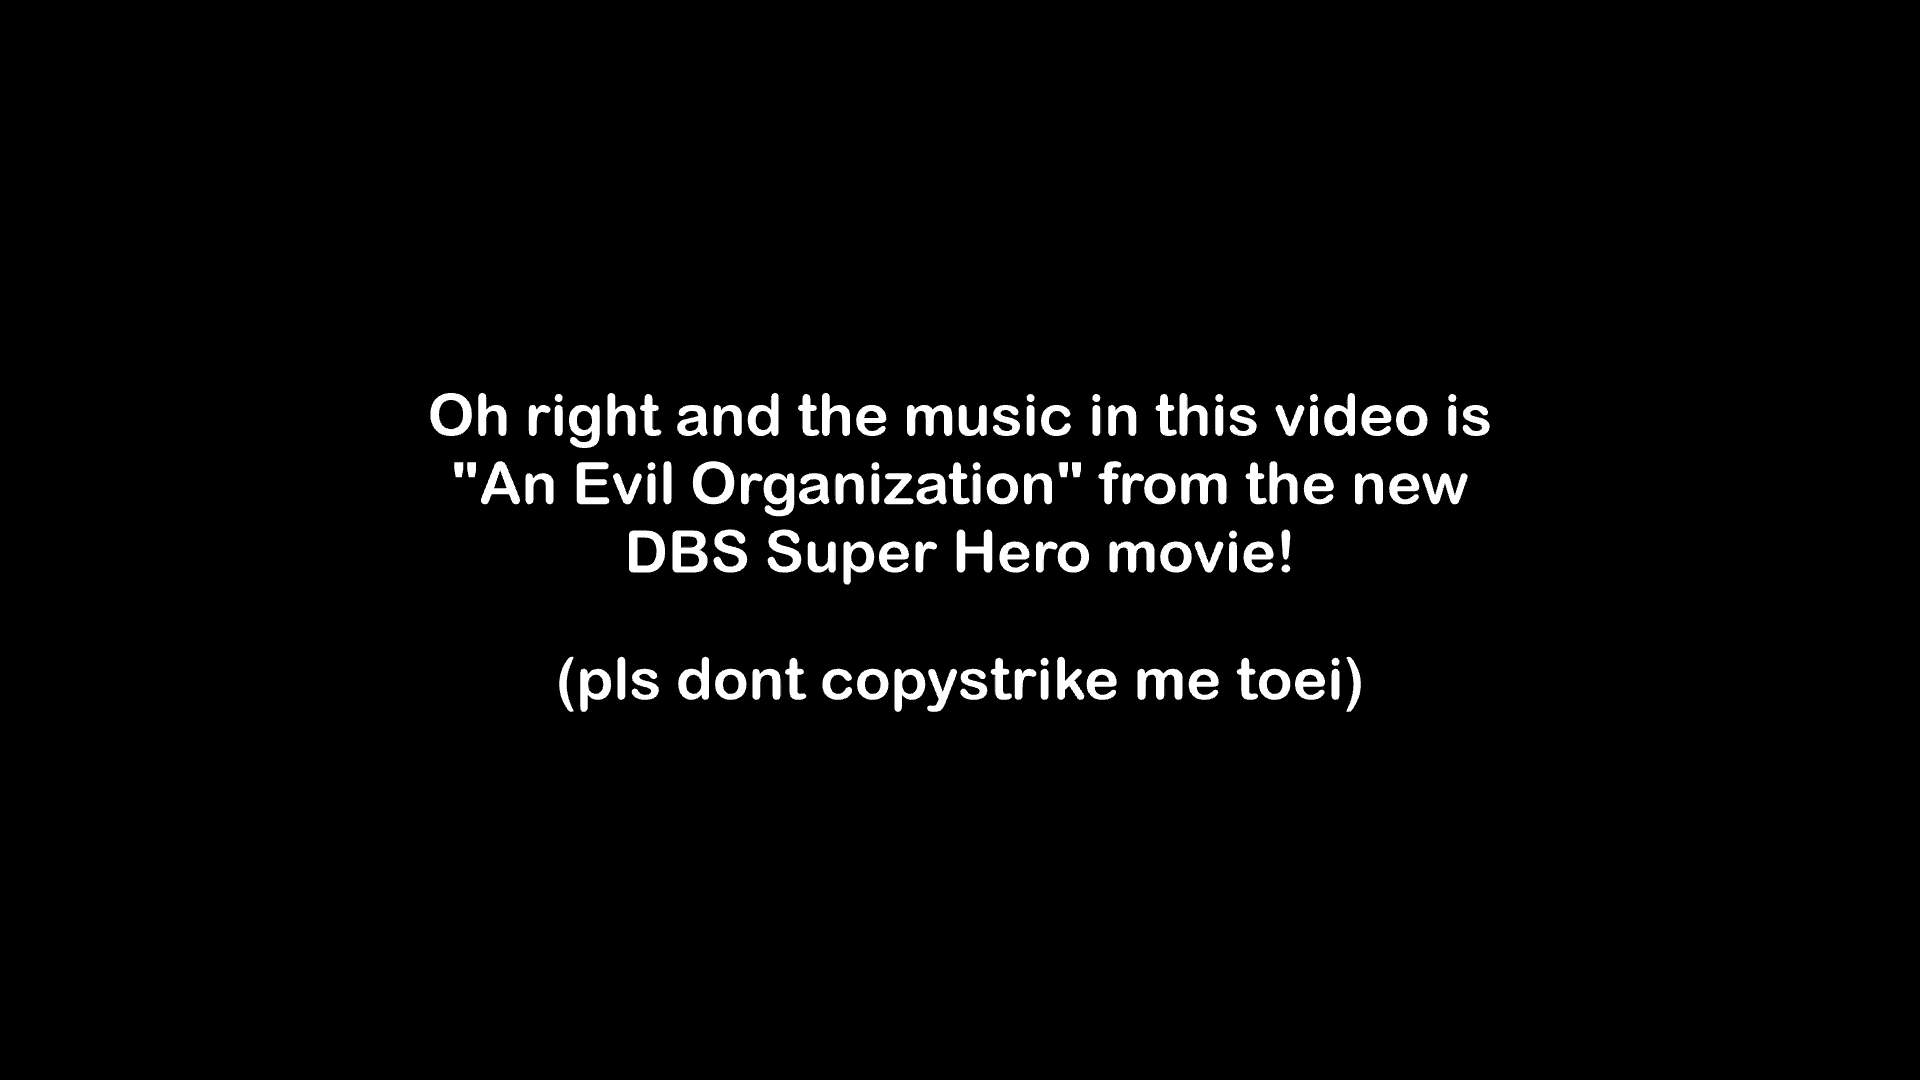 Oh right and the music in this video is
"An Evil Organization" from the new
DBS Super Hero movie!
(pls dont copystrike me toei)